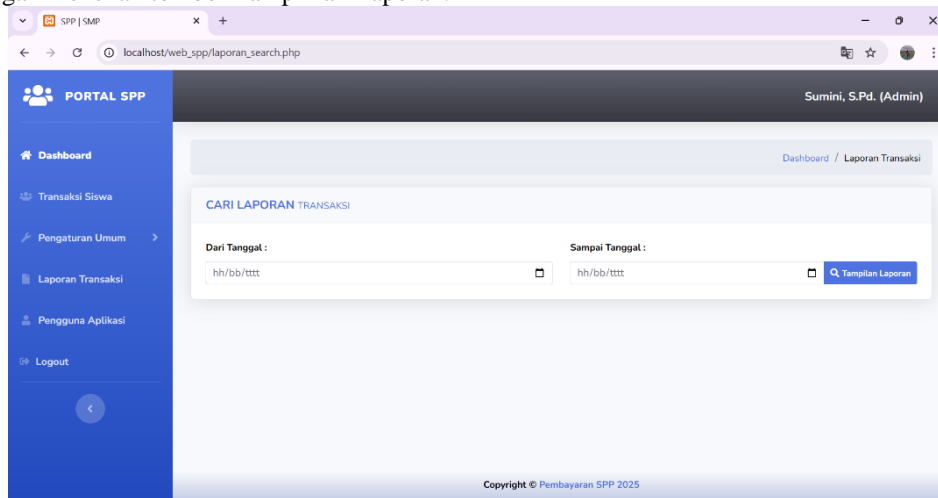 SPP | SMP
localhost/web_spp/laporan_search.php
PORTAL SPP
Sumini, S.Pd. (Admin)
Dashboard
Dashboard / Laporan Transaksi
Transaksi Siswa
CARI LAPORAN TRANSAKSI
Pengaturan Umum
Dari Tanggal :
Sampai Tanggal :
hh/bb/tttt
hh/bb/tttt
Tampilan Laporan
Laporan Transaksi
Pengguna Aplikasi
Logout
Copyright © Pembayaran SPP 2025